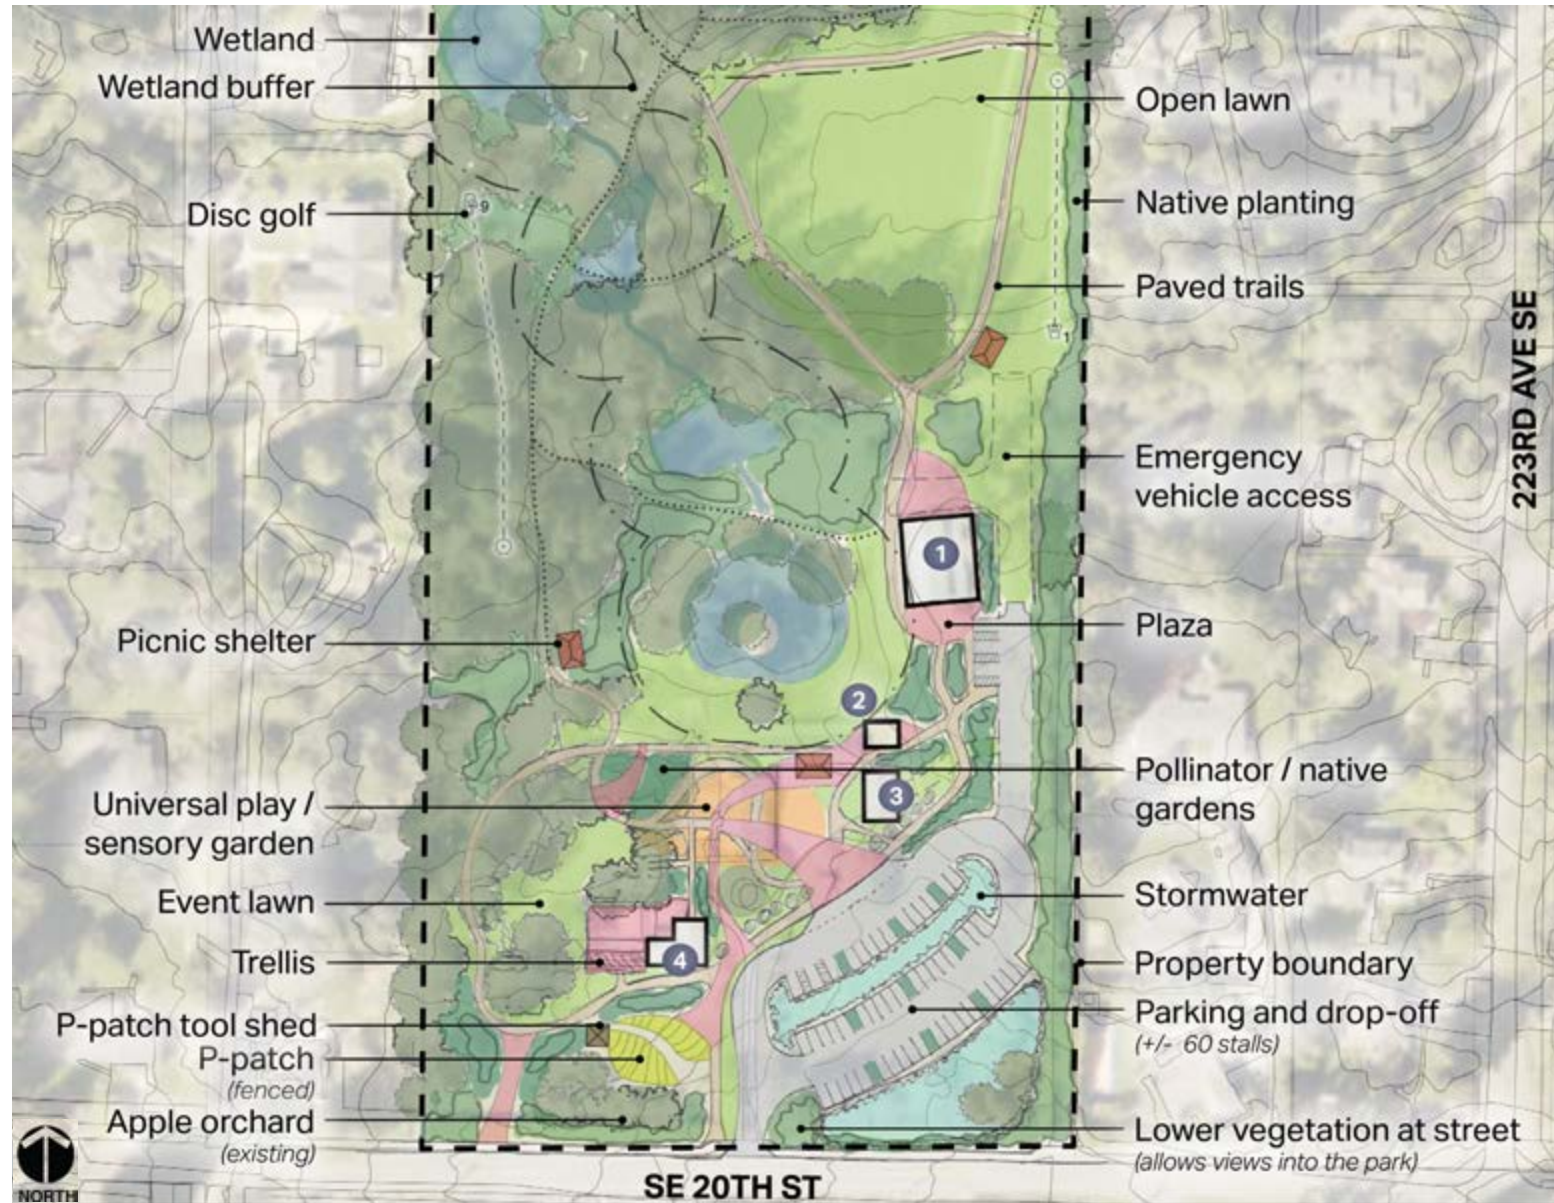 Wetland
Wetland buffer
Disc golf
Picnic shelter
Universal play /
sensory garden
Event lawn
Trellis
P-patch tool shed
P-patch
(fenced)
Apple orchard
(existing)
NORTH
9
1
1
2
3
4
SE 20TH ST
Open lawn
Native planting
Paved trails
Emergency
vehicle access
Plaza
Pollinator / native
gardens
Stormwater
Property boundary
Parking and drop-off
(+/- 60 stalls)
Lower vegetation at street
(allows views into the park)
223RD AVE SE